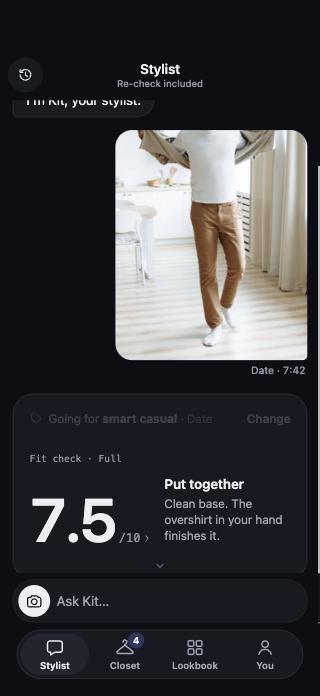 Stylist
Re-check included
I'm Kit, your stylist.
Date · 7:42
Going for smart casual · Date
Change
Fit check · Full
7.5 /10 ›
Put together
Clean base. The
overshirt in your hand
finishes it.
Ask Kit...
4
Stylist
Closet
Lookbook
You